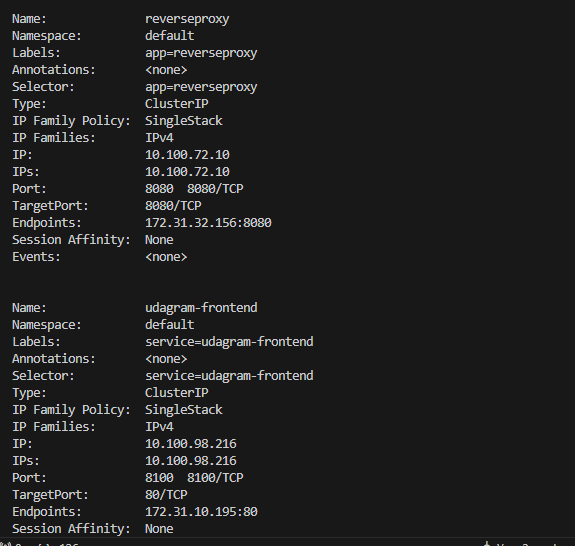 Name: reverseproxy
Namespace: default
Labels: app=reverseproxy
Annotations: <none>
Selector: app=reverseproxy
Type: ClusterIP
IP Family Policy: SingleStack
IP Families: IPv4
IP: 10.100.72.10
IPs: 10.100.72.10
Port: 8080 8080/TCP
TargetPort: 8080/TCP
Endpoints: 172.31.32.156:8080
Session Affinity: None
Events: <none>
Name: udagram-frontend
Namespace: default
Labels: service=udagram-frontend
Annotations: <none>
Selector: service=udagram-frontend
Type: ClusterIP
IP Family Policy: SingleStack
IP Families: IPv4
IP: 10.100.98.216
IPs: 10.100.98.216
Port: 8100 8100/TCP
TargetPort: 80/TCP
Endpoints: 172.31.10.195:80
Session Affinity: None